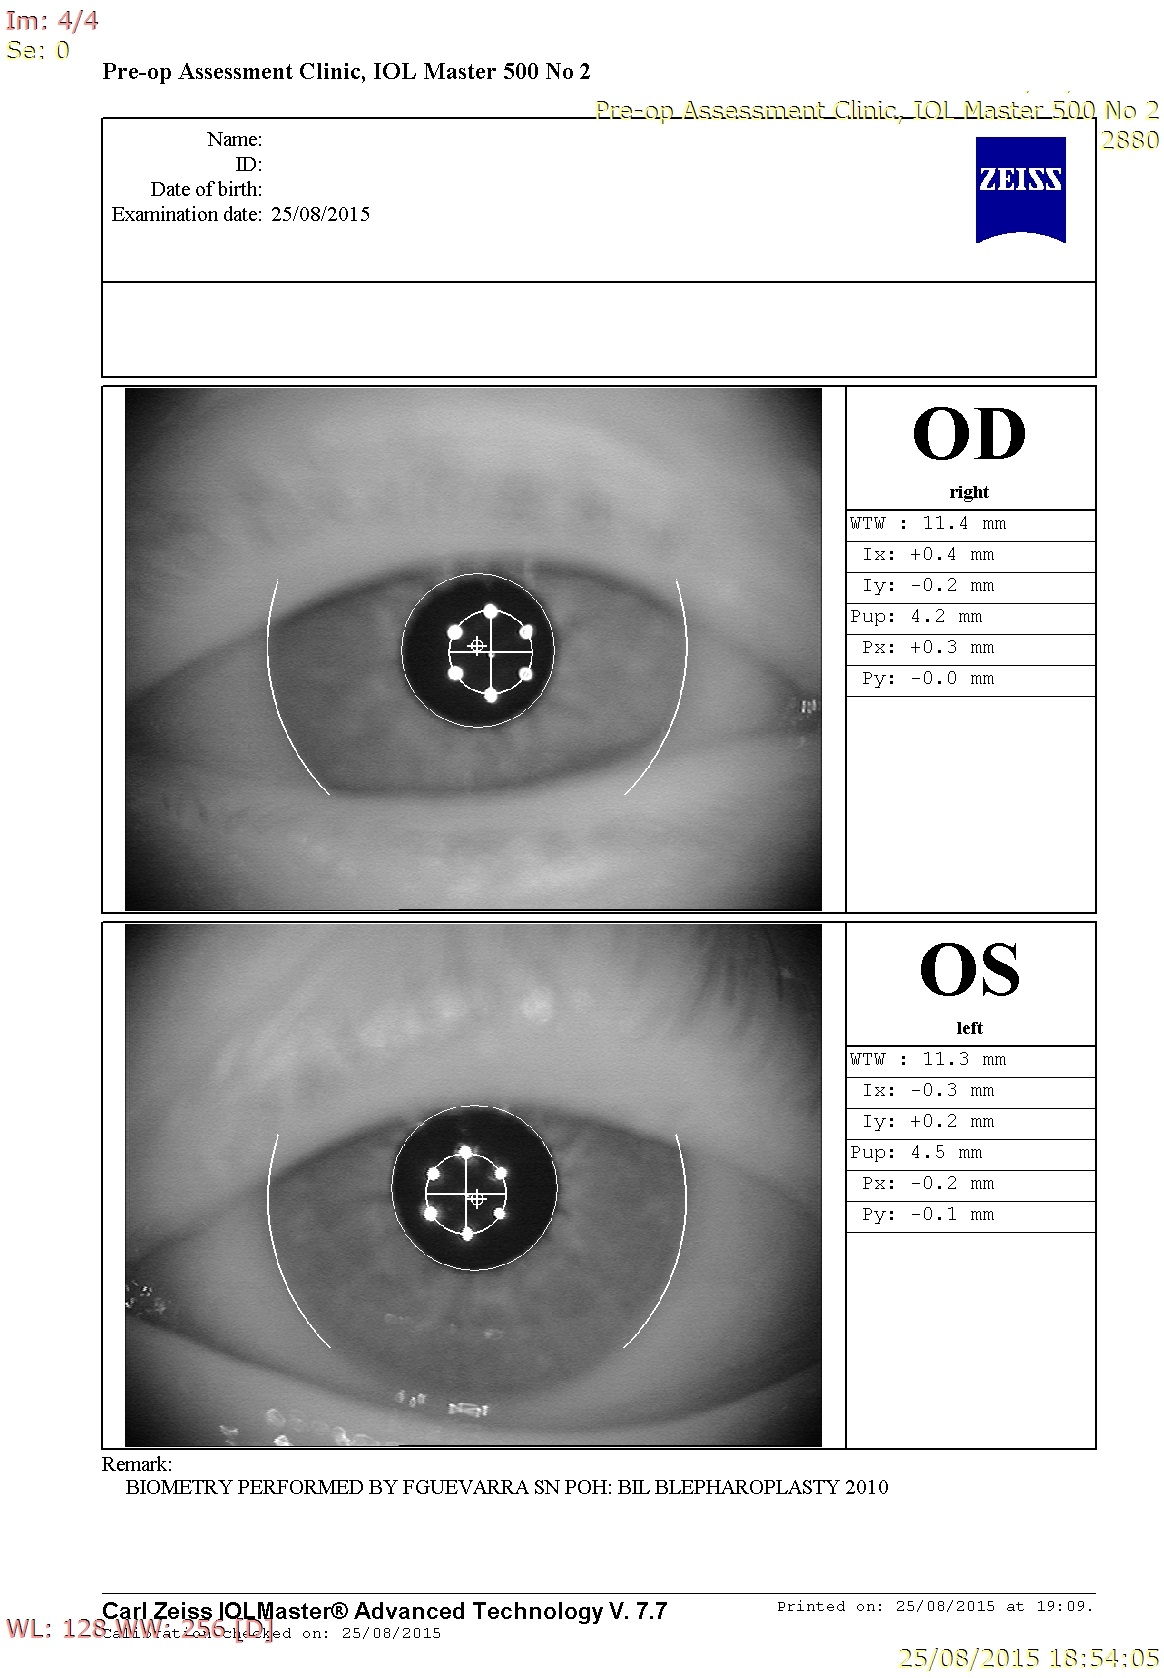 Im: 4/4
Se: 0
Pre-op Assessment Clinic, IOL Master 500 No 2
Pre-op Assessment Clinic, IOL Master 500 No 2
2880
Name:
ID:
Date of birth:
Examination date: 25/08/2015
ZEISS
OD
right
WTW : 11.4 mm
Ix: +0.4 mm
Iy: -0.2 mm
Pup: 4.2 mm
Px: +0.3 mm
Py: -0.0 mm
OS
left
WTW : 11.3 mm
Ix: -0.3 mm
Iy: +0.2 mm
Pup: 4.5 mm
Px: -0.2 mm
Py: -0.1 mm
Remark:
BIOMETRY PERFORMED BY FGUEVARRA SN POH: BIL BLEPHAROPLASTY 2010
Carl Zeiss IOLMaster® Advanced Technology V. 7.7
Printed on: 25/08/2015 at 19:09.
WL: 128 WW: 256 [D]
Calibration checked on: 25/08/2015
25/08/2015 18:54:05